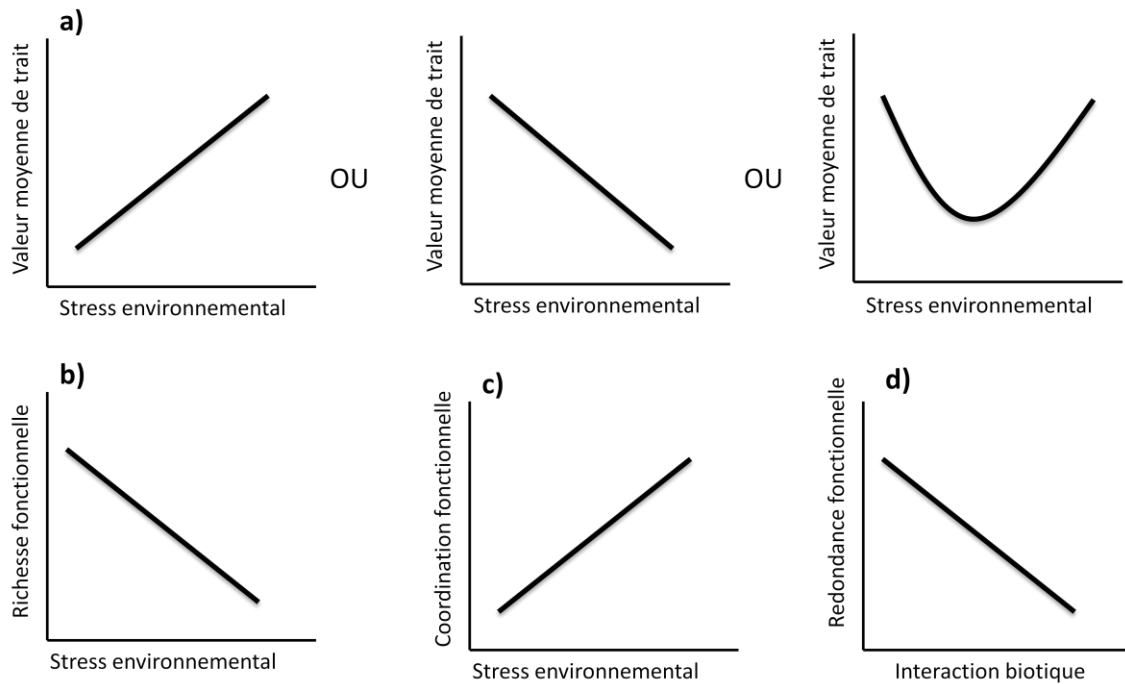 a)
Valeur moyenne de trait
Stress environnemental
OU
Valeur moyenne de trait
Stress environnemental
OU
Valeur moyenne de trait
Stress environnemental
b)
Richesse fonctionnelle
Stress environnemental
c)
Coordination fonctionnelle
Stress environnemental
d)
Redondance fonctionnelle
Interaction biotique